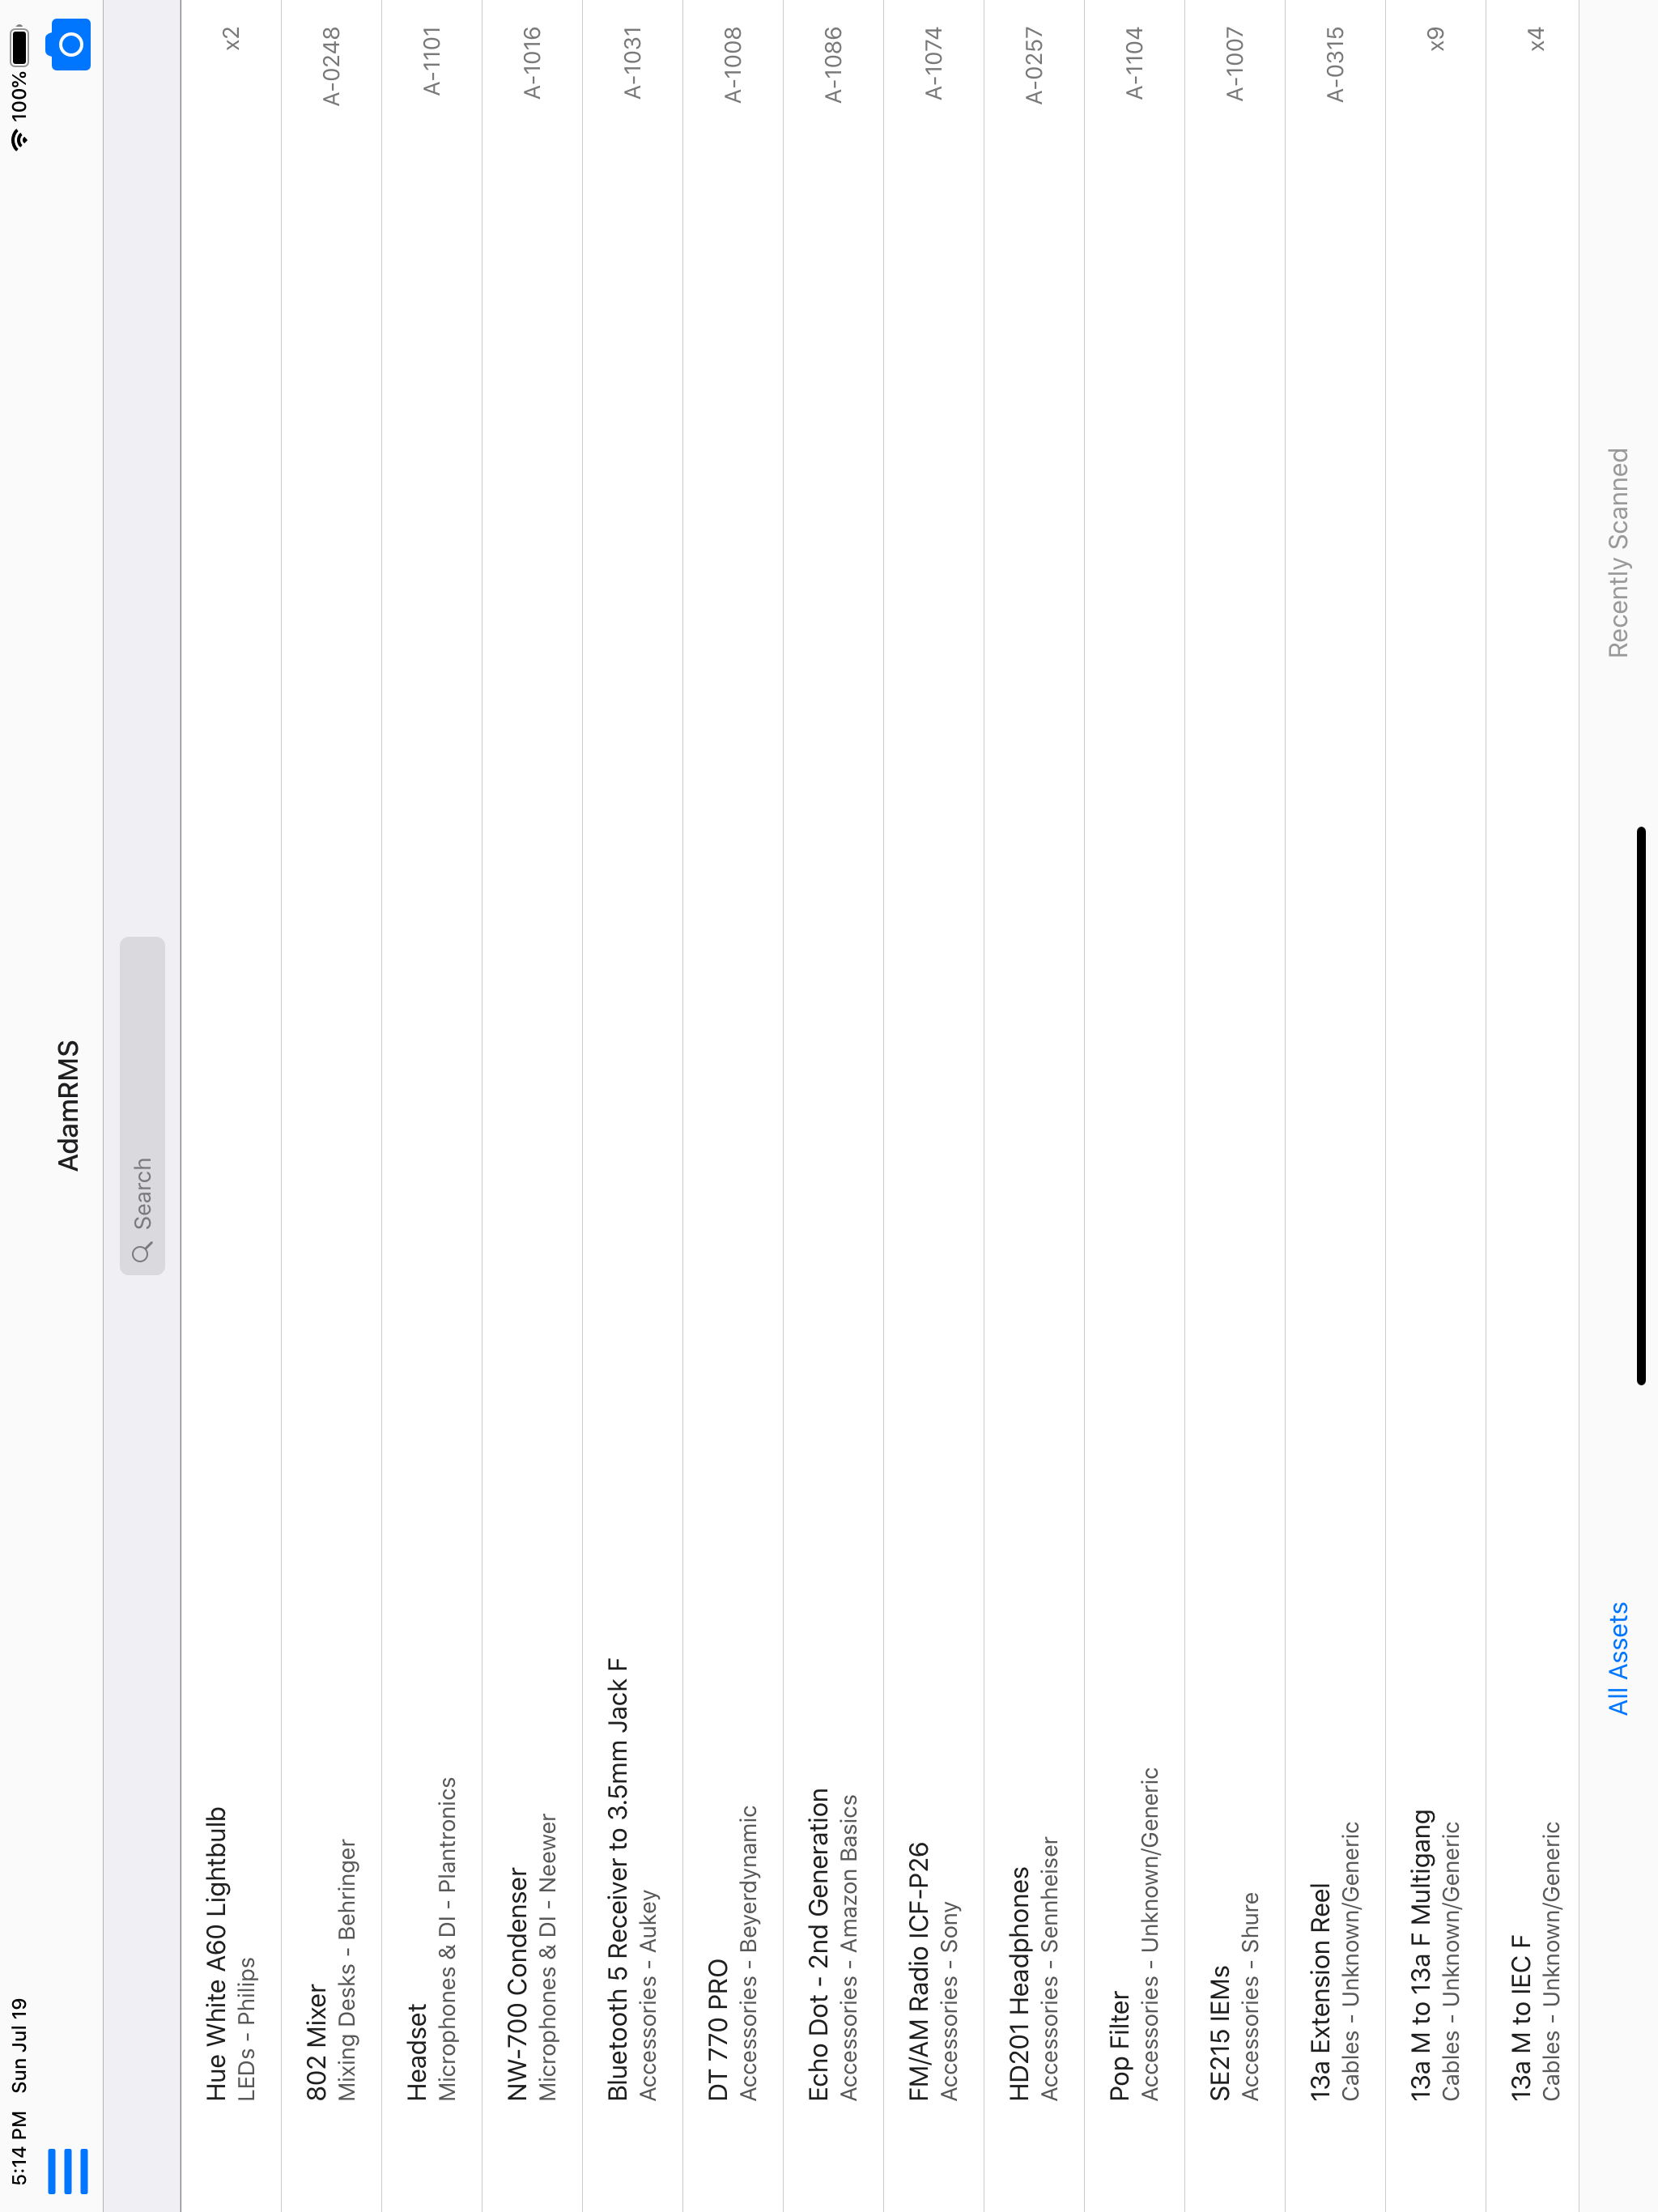 5:14 PM Sun Jul 19
100%
AdamRMS
Search
Hue White A60 Lightbulb
LEDs - Philips
x2
802 Mixer
Mixing Desks - Behringer
A-0248
Headset
Microphones & DI - Plantronics
A-1101
NW-700 Condenser
Microphones & DI - Neewer
A-1016
Bluetooth 5 Receiver to 3.5mm Jack F
Accessories - Aukey
A-1031
DT 770 PRO
Accessories - Beyerdynamic
A-1008
Echo Dot - 2nd Generation
Accessories - Amazon Basics
A-1086
FM/AM Radio ICF-P26
Accessories - Sony
A-1074
HD201 Headphones
Accessories - Sennheiser
A-0257
Pop Filter
Accessories - Unknown/Generic
A-1104
SE215 IEMs
Accessories - Shure
A-1007
13a Extension Reel
Cables - Unknown/Generic
A-0315
13a M to 13a F Multigang
Cables - Unknown/Generic
x9
13a M to IEC F
Cables - Unknown/Generic
x4
All Assets
Recently Scanned